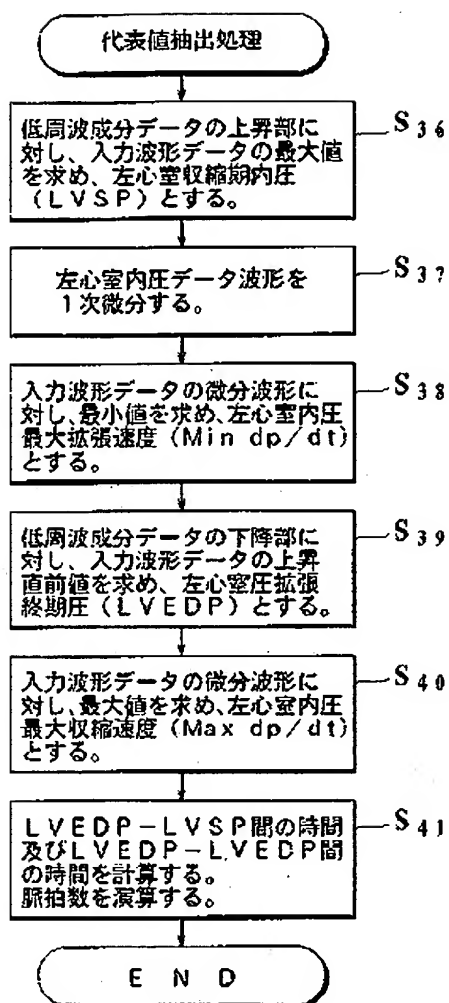 代表値抽出処理
低周波成分データの上昇部に
対し、入力波形データの最大値
を求め、左心室収縮期内圧
（LVSP）とする。
S36
左心室内圧データ波形を
1次微分する。
S37
入力波形データの微分波形に
対し、最小値を求め、左心室内圧
最大拡張速度（Min dp/dt）
とする。
S38
低周波成分データの下降部に
対し、入力波形データの上昇
直前値を求め、左心室圧拡張
終期圧（LVEDP）とする。
S39
入力波形データの微分波形に
対し、最大値を求め、左心室内圧
最大収縮速度（Max dp/dt）
とする。
S40
LVEDP－LVSP間の時間
及びLVEDP－LVEDP間
の時間を計算する。
脈拍数を演算する。
S41
END